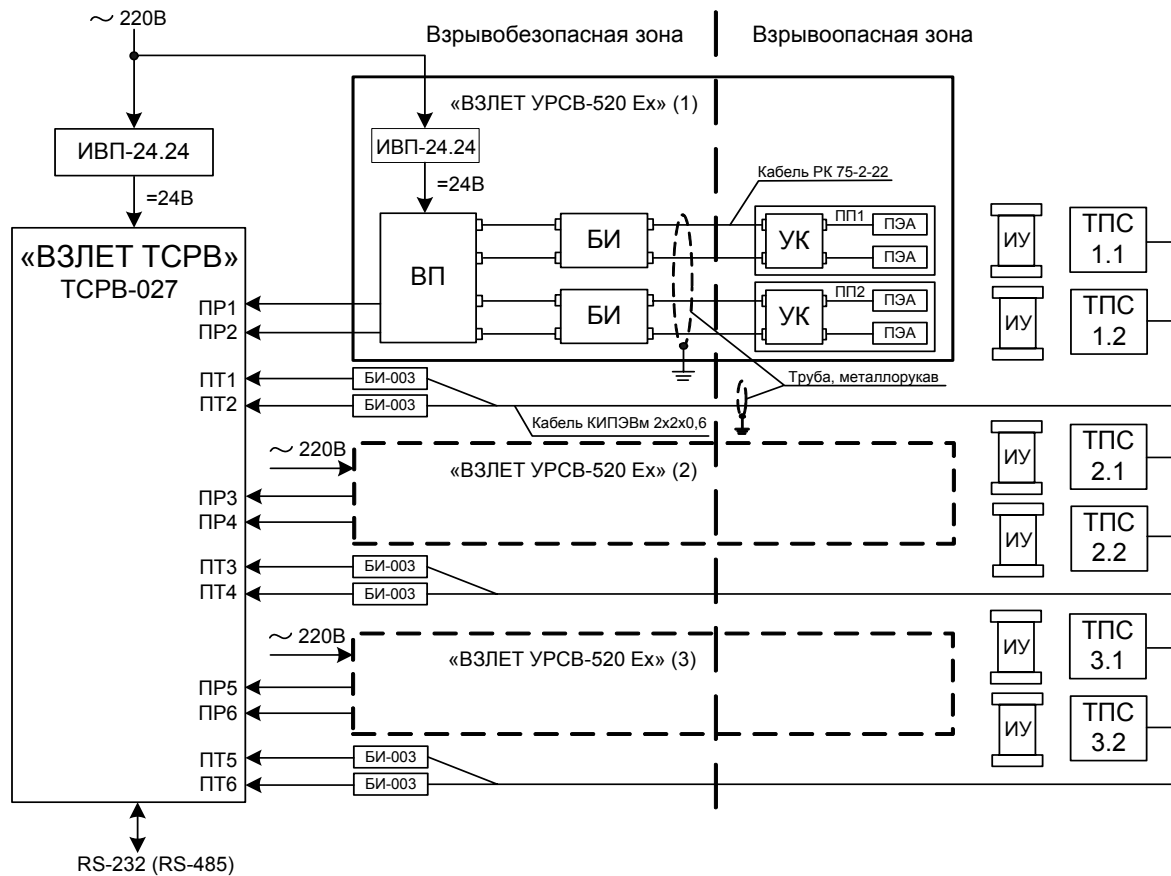 ～ 220В
Взрывобезопасная зона
Взрывоопасная зона
«ВЗЛЕТ УРСВ-520 Ех» (1)
ИВП-24.24
ИВП-24.24
=24В
=24В
Кабель РК 75-2-22
«ВЗЛЕТ ТСРВ»
ТСРВ-027
ВП
БИ
УК
ПП1
ПЭА
ПЭА
БИ
УК
ПП2
ПЭА
ПЭА
ИУ
ТПС
1.1
ИУ
ТПС
1.2
ПР1
ПР2
Труба, металлорукав
ПТ1
БИ-003
ПТ2
БИ-003
Кабель КИПЭВм 2х2х0,6
～ 220В
«ВЗЛЕТ УРСВ-520 Ех» (2)
ИУ
ТПС
2.1
ПР3
ПР4
ИУ
ТПС
2.2
ПТ3
БИ-003
ПТ4
БИ-003
～ 220В
«ВЗЛЕТ УРСВ-520 Ех» (3)
ИУ
ТПС
3.1
ПР5
ПР6
ИУ
ТПС
3.2
ПТ5
БИ-003
ПТ6
БИ-003
RS-232 (RS-485)